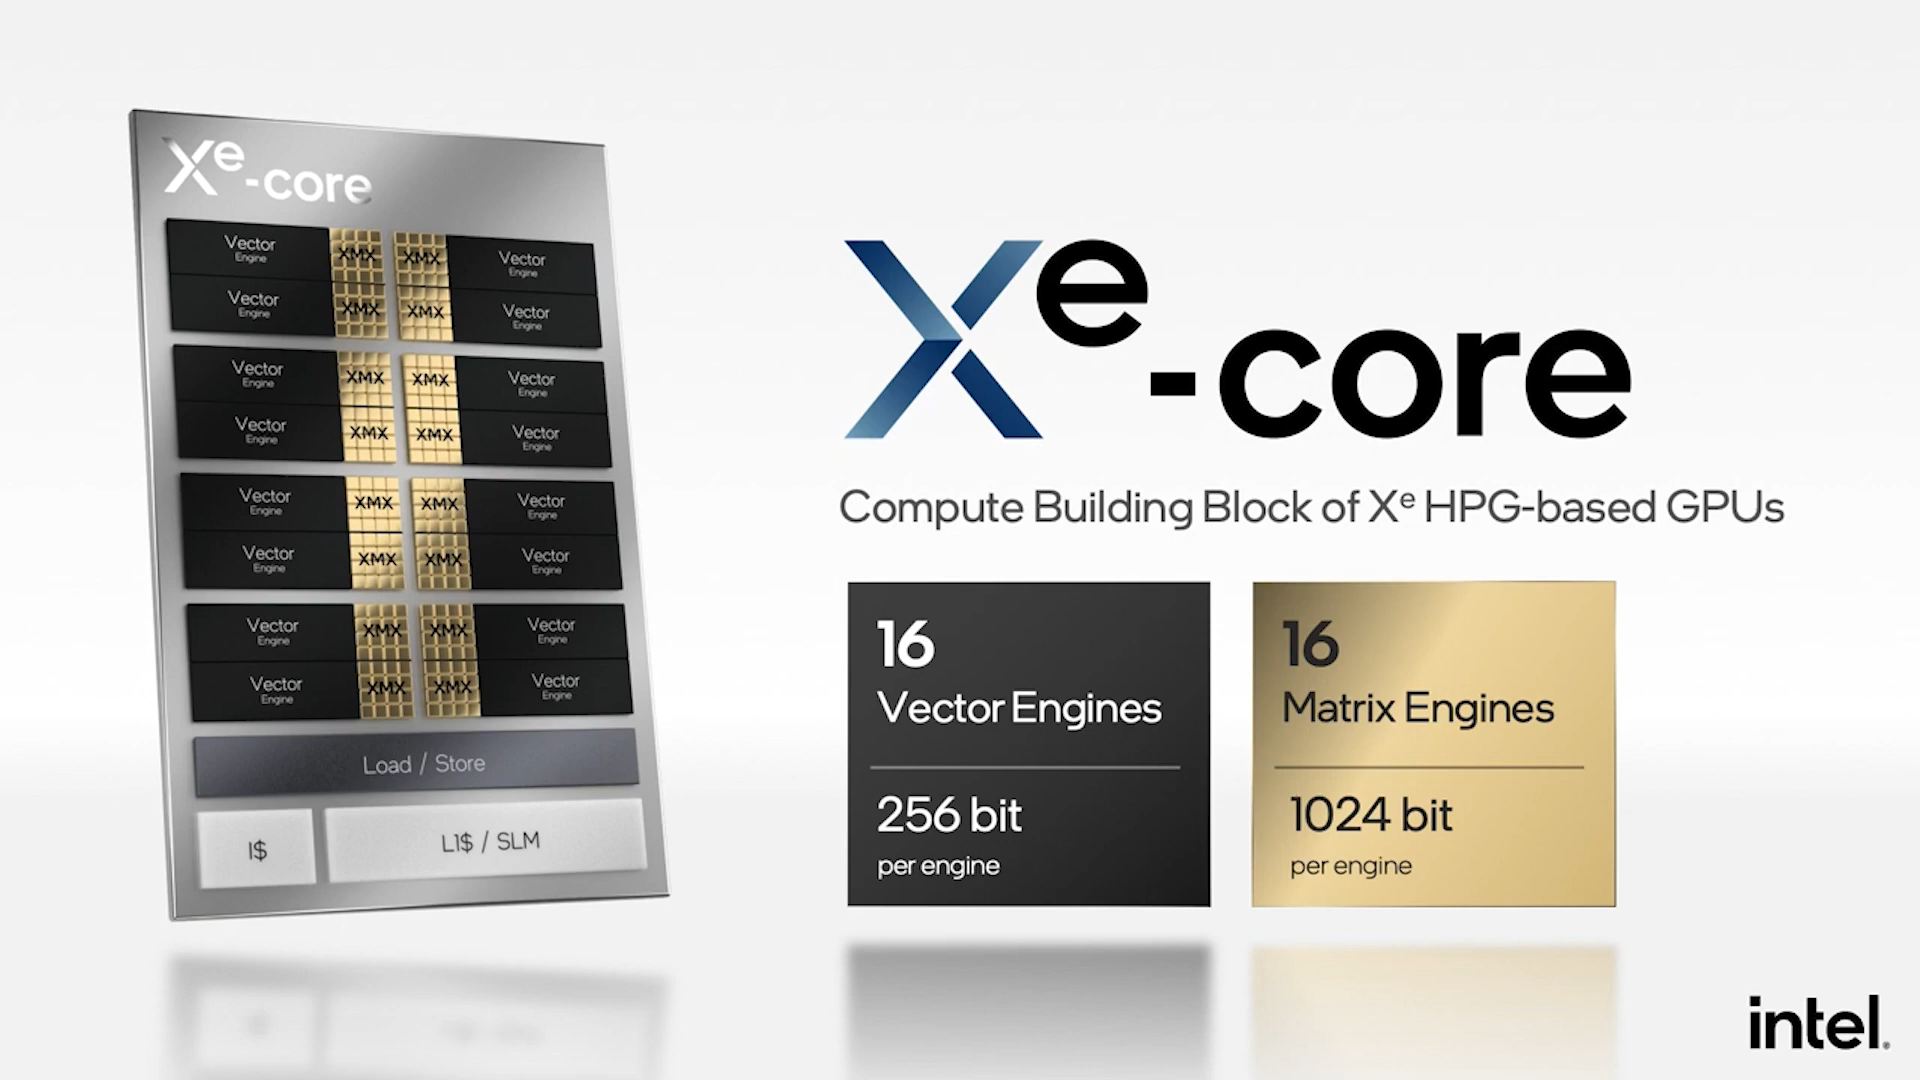 Xe-core
Vector Engine XMX XMX Vector Engine
Vector Engine XMX XMX Vector Engine
Vector Engine XMX XMX Vector Engine
Vector Engine XMX XMX Vector Engine
Vector Engine XMX XMX Vector Engine
Vector Engine XMX XMX Vector Engine
Vector Engine XMX XMX Vector Engine
Vector Engine XMX XMX Vector Engine
Load / Store
I$ L1$ / SLM
Xe-core
Compute Building Block of Xe HPG-based GPUs
16
Vector Engines
256 bit
per engine
16
Matrix Engines
1024 bit
per engine
intel.